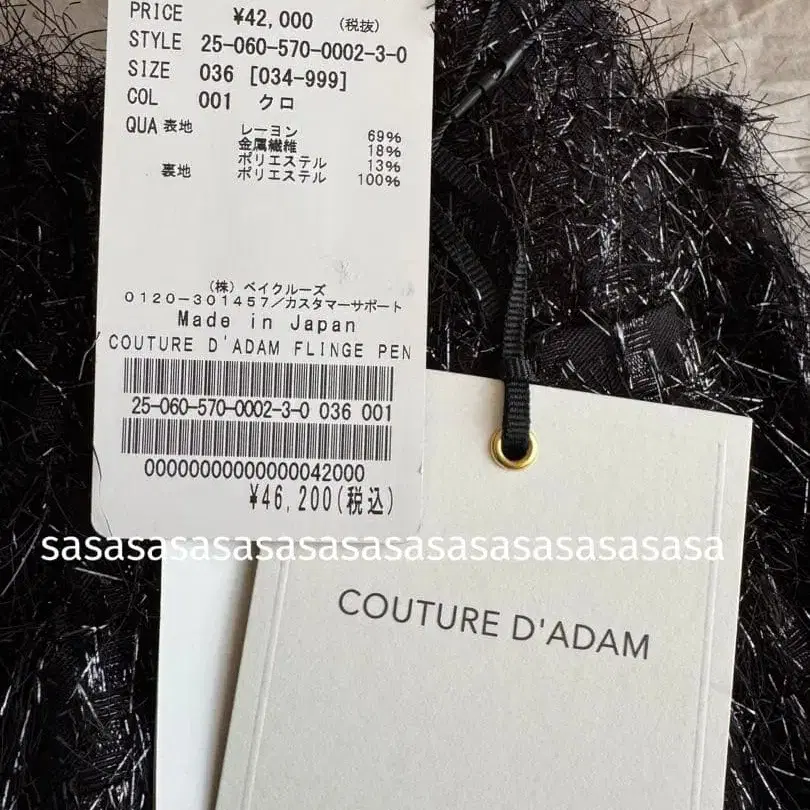 PRICE ¥42,000 (税抜)
STYLE 25-060-570-0002-3-0
SIZE 036 [034-999]
COL 001 クロ
QUA 表地 レーヨン 69%
金属繊維 18%
ポリエステル 13%
裏地 ポリエステル 100%
(株) ベイクルーズ
0120-301457/カスタマーサポート
Made in Japan
COUTURE D'ADAM FLINGE PEN
25-060-570-0002-3-0 036 001
00000000000000042000
¥46,200(税込)
sasasasasasasasasasasasasasasasasa
COUTURE D'ADAM